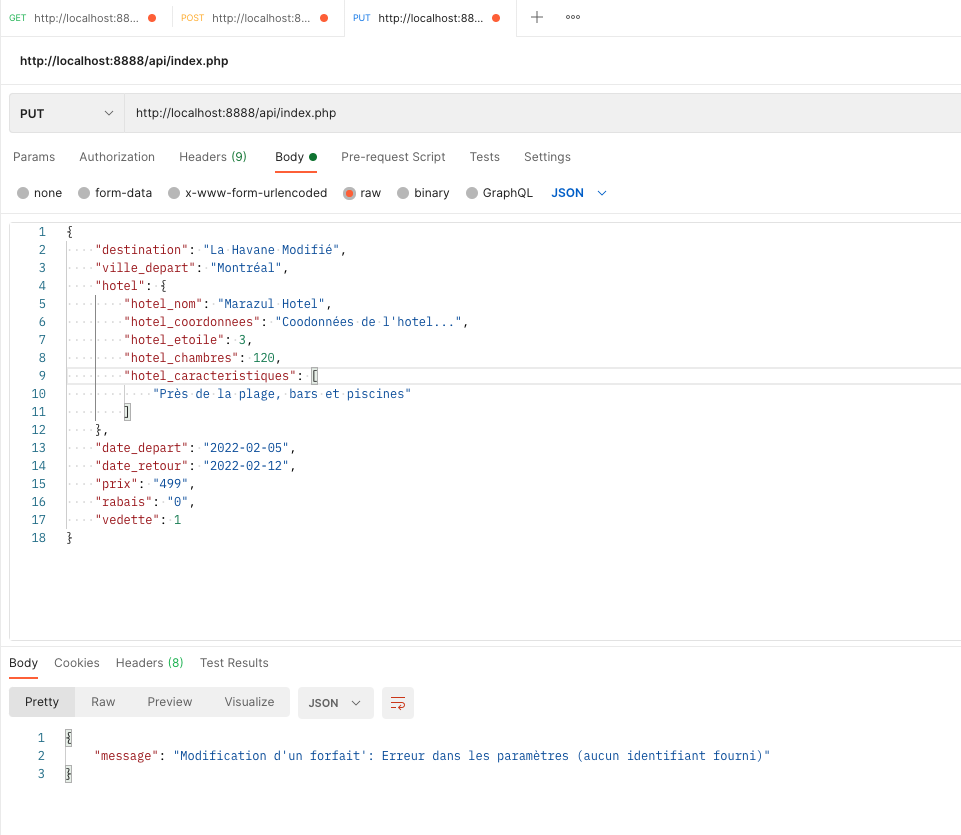 GET http://localhost:88... POST http://localhost:8... PUT http://localhost:88...
http://localhost:8888/api/index.php
PUT http://localhost:8888/api/index.php
Params Authorization Headers (9) Body Pre-request Script Tests Settings
none form-data x-www-form-urlencoded raw binary GraphQL JSON
1 {
2 "destination": "La Havane Modifié",
3 "ville_depart": "Montréal",
4 "hotel": {
5 "hotel_nom": "Marazul Hotel",
6 "hotel_coordonnees": "Coodonnées de l'hotel...",
7 "hotel_etoile": 3,
8 "hotel_chambres": 120,
9 "hotel_caracteristiques": [
10 "Près de la plage, bars et piscines"
11 ]
12 },
13 "date_depart": "2022-02-05",
14 "date_retour": "2022-02-12",
15 "prix": "499",
16 "rabais": "0",
17 "vedette": 1
18 }
Body Cookies Headers (8) Test Results
Pretty Raw Preview Visualize JSON
1 {
2 "message": "Modification d'un forfait': Erreur dans les paramètres (aucun identifiant fourni)"
3 }